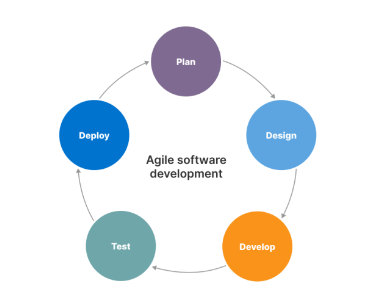 Plan
Design
Develop
Test
Deploy
Agile software
development